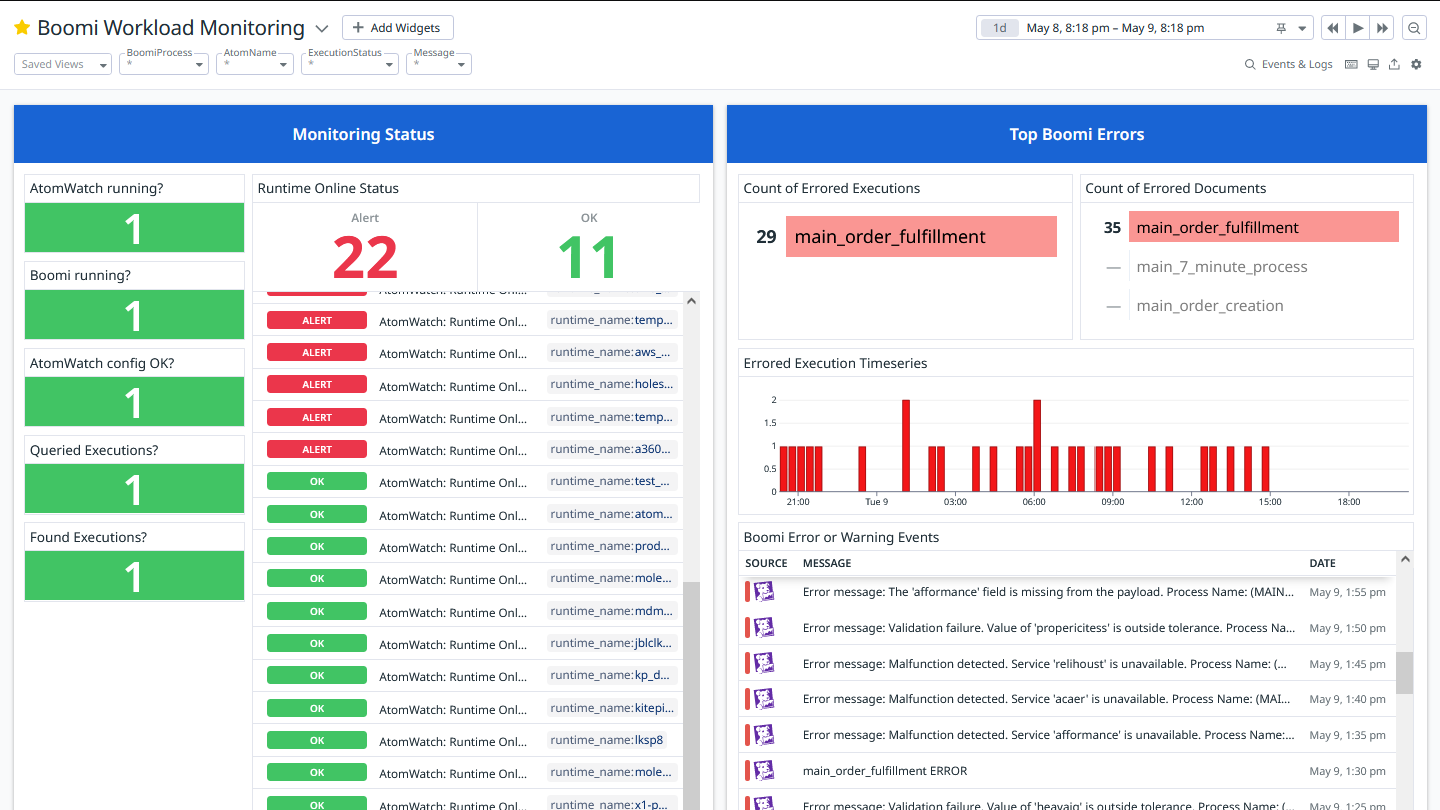 Boomi Workload Monitoring
+ Add Widgets
1d May 8, 8:18 pm – May 9, 8:18 pm
Saved Views
BoomiProcess
*
AtomName
*
ExecutionStatus
*
Message
*
Events & Logs
Monitoring Status
AtomWatch running?
1
Boomi running?
1
AtomWatch config OK?
1
Queried Executions?
1
Found Executions?
1
Runtime Online Status
Alert
22
OK
11
ALERT AtomWatch: Runtime Onl... runtime_name:temp...
ALERT AtomWatch: Runtime Onl... runtime_name:aws_...
ALERT AtomWatch: Runtime Onl... runtime_name:holes...
ALERT AtomWatch: Runtime Onl... runtime_name:temp...
ALERT AtomWatch: Runtime Onl... runtime_name:a360...
OK AtomWatch: Runtime Onl... runtime_name:test_...
OK AtomWatch: Runtime Onl... runtime_name:atom...
OK AtomWatch: Runtime Onl... runtime_name:prod...
OK AtomWatch: Runtime Onl... runtime_name:mole...
OK AtomWatch: Runtime Onl... runtime_name:mdm...
OK AtomWatch: Runtime Onl... runtime_name:jblclk...
OK AtomWatch: Runtime Onl... runtime_name:kp_d...
OK AtomWatch: Runtime Onl... runtime_name:kitepi...
OK AtomWatch: Runtime Onl... runtime_name:lksp8
OK AtomWatch: Runtime Onl... runtime_name:mole...
OK AtomWatch: Runtime Onl... runtime_name:x1-p...
Top Boomi Errors
Count of Errored Executions
29 main_order_fulfillment
Count of Errored Documents
35 main_order_fulfillment
— main_7_minute_process
— main_order_creation
Errored Execution Timeseries
2
1.5
1
0.5
0
21:00 Tue 9 03:00 06:00 09:00 12:00 15:00 18:00
Boomi Error or Warning Events
SOURCE MESSAGE DATE
Error message: The 'afformance' field is missing from the payload. Process Name: (MAIN... May 9, 1:55 pm
Error message: Validation failure. Value of 'propericitess' is outside tolerance. Process Na... May 9, 1:50 pm
Error message: Malfunction detected. Service 'relihoust' is unavailable. Process Name: (... May 9, 1:45 pm
Error message: Malfunction detected. Service 'acaer' is unavailable. Process Name: (MAI... May 9, 1:40 pm
Error message: Malfunction detected. Service 'afformance' is unavailable. Process Name:... May 9, 1:35 pm
main_order_fulfillment ERROR May 9, 1:30 pm
Error message: Validation failure. Value of 'heavaig' is outside tolerance. Process Name: (... May 9, 1:25 pm